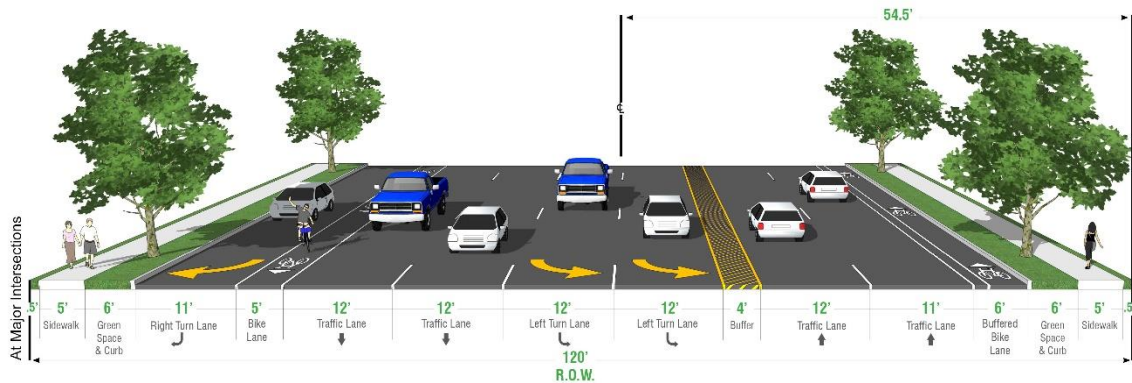 54.5’
℄
At Major Intersections
.5’ 5’ 6’ 11’ 5’ 12’ 12’ 12’ 12’ 4’ 12’ 11’ 6’ 6’ 5’ .5’
Sidewalk Green Right Turn Lane Bike Traffic Lane Traffic Lane Left Turn Lane Left Turn Lane Buffer Traffic Lane Traffic Lane Buffered Green Sidewalk
Space Lane Bike Space
& Curb Lane & Curb
120’
R.O.W.